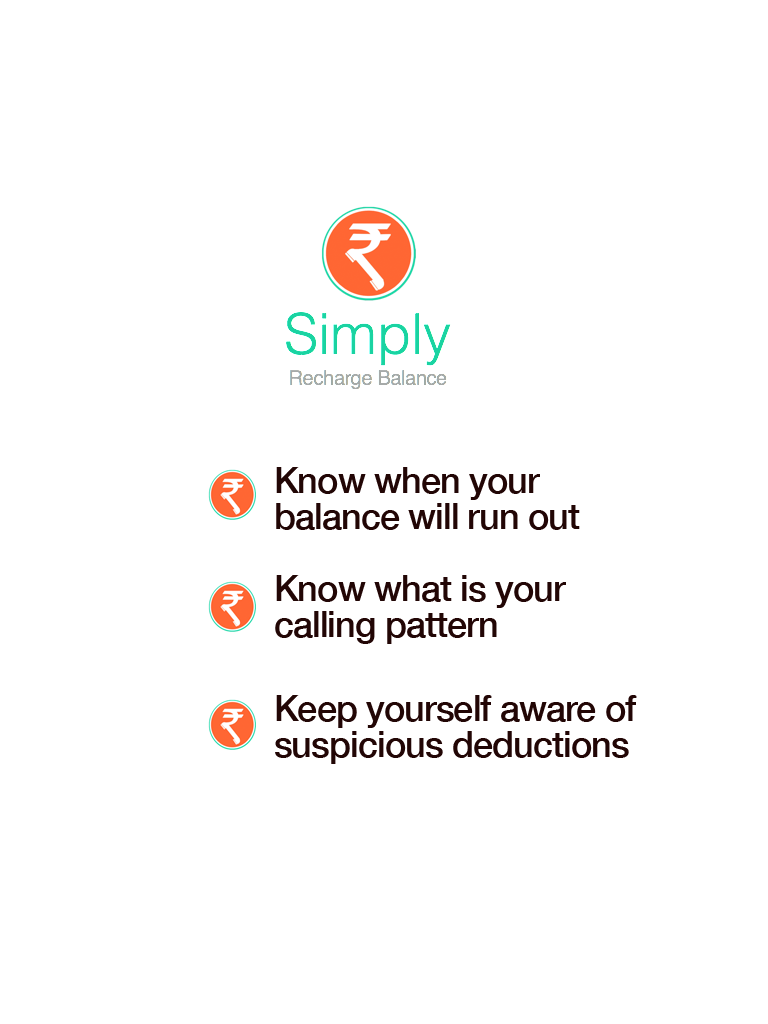 Simply
Recharge Balance
Know when your
balance will run out
Know what is your
calling pattern
Keep yourself aware of
suspicious deductions